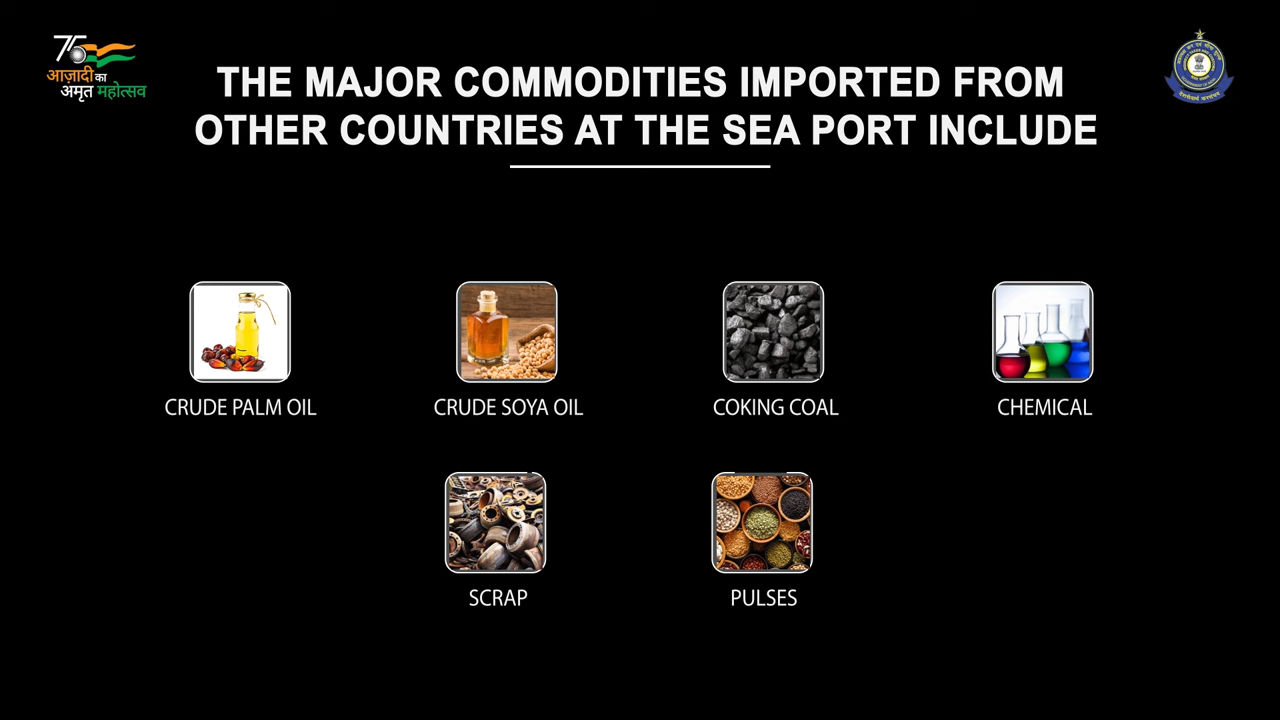 75
आज़ादी का
अमृत महोत्सव
THE MAJOR COMMODITIES IMPORTED FROM
OTHER COUNTRIES AT THE SEA PORT INCLUDE
CRUDE PALM OIL
CRUDE SOYA OIL
COKING COAL
CHEMICAL
SCRAP
PULSES